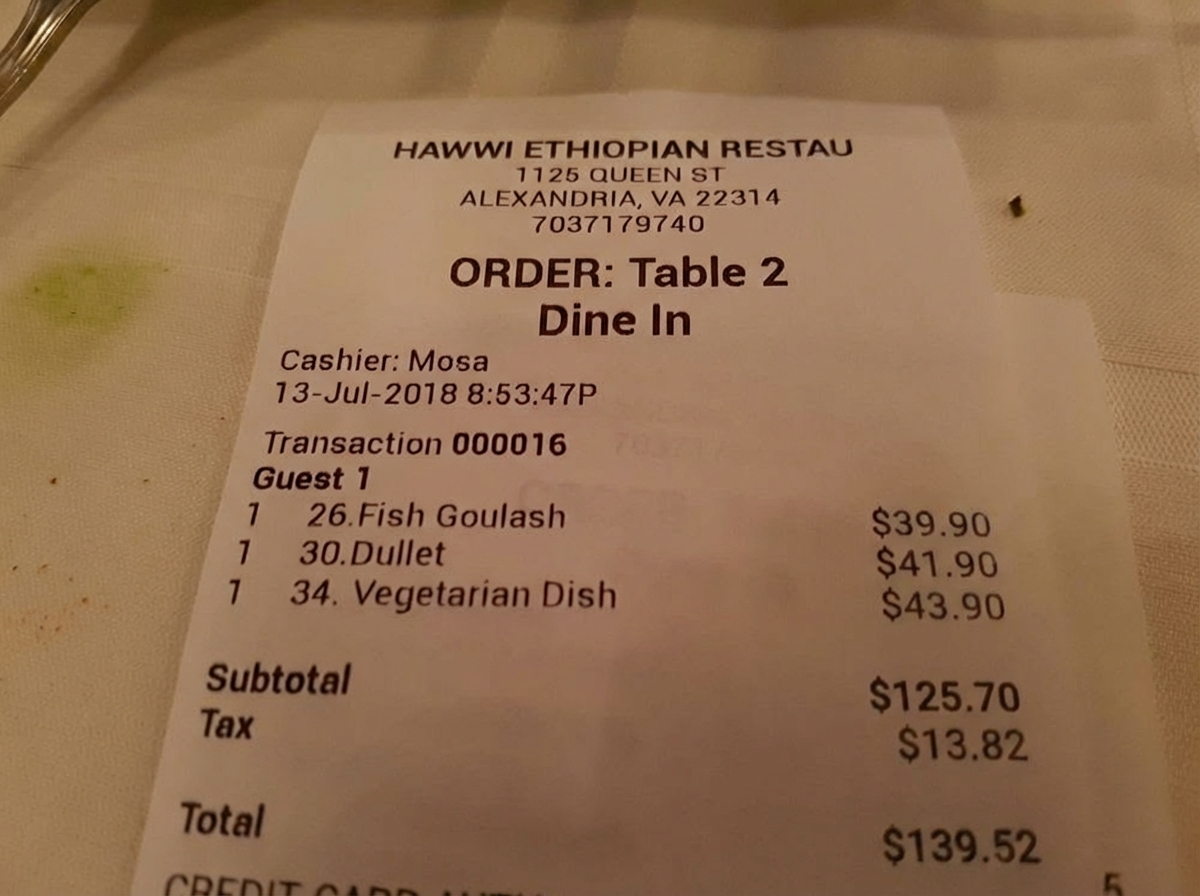 HAWWI ETHIOPIAN RESTAU
1125 QUEEN ST
ALEXANDRIA, VA 22314
7037179740
ORDER: Table 2
Dine In
Cashier: Mosa
13-Jul-2018 8:53:47P
Transaction 000016
Guest 1
1 26.Fish Goulash $39.90
1 30.Dullet $41.90
1 34. Vegetarian Dish $43.90
Subtotal $125.70
Tax $13.82
Total $139.52
CREDIT CARD